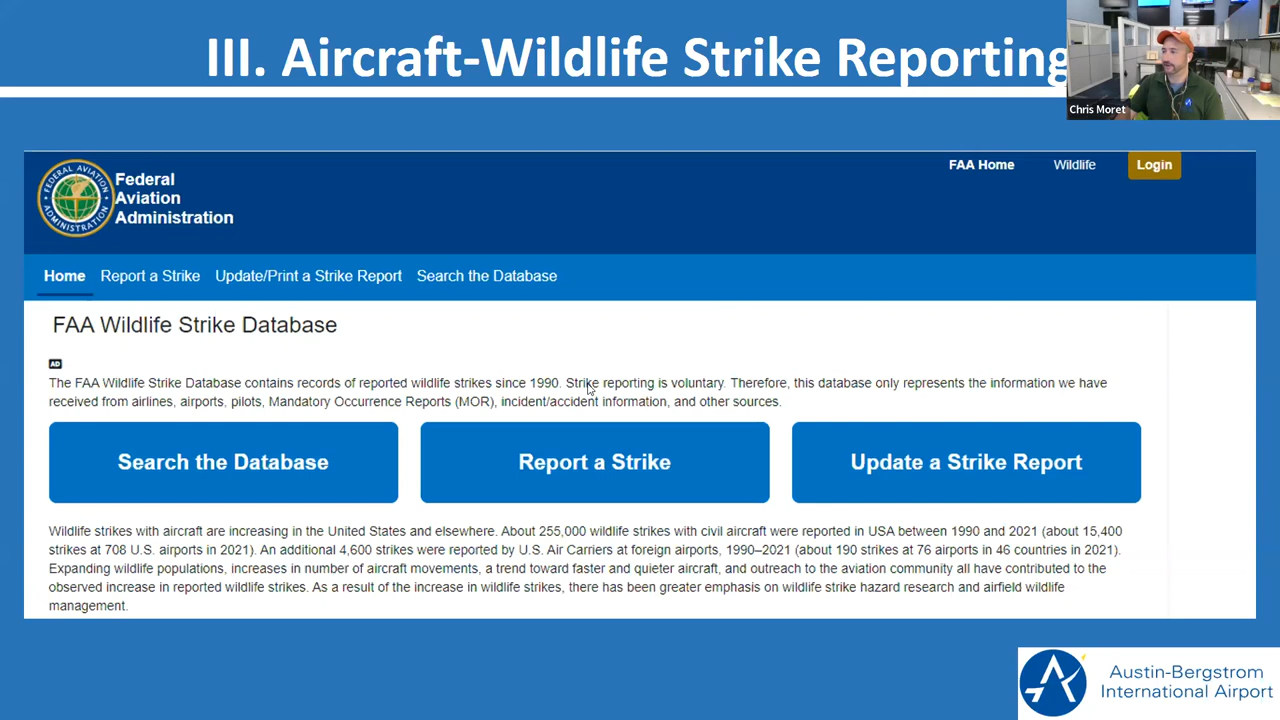 III. Aircraft-Wildlife Strike Reporting
Chris Moret
FEDERAL AVIATION ADMINISTRATION
Federal
Aviation
Administration
FAA Home Wildlife Login
Home Report a Strike Update/Print a Strike Report Search the Database
FAA Wildlife Strike Database
AD
The FAA Wildlife Strike Database contains records of reported wildlife strikes since 1990. Strike reporting is voluntary. Therefore, this database only represents the information we have
received from airlines, airports, pilots, Mandatory Occurrence Reports (MOR), incident/accident information, and other sources.
Search the Database Report a Strike Update a Strike Report
Wildlife strikes with aircraft are increasing in the United States and elsewhere. About 255,000 wildlife strikes with civil aircraft were reported in USA between 1990 and 2021 (about 15,400
strikes at 708 U.S. airports in 2021). An additional 4,600 strikes were reported by U.S. Air Carriers at foreign airports, 1990–2021 (about 190 strikes at 76 airports in 46 countries in 2021).
Expanding wildlife populations, increases in number of aircraft movements, a trend toward faster and quieter aircraft, and outreach to the aviation community all have contributed to the
observed increase in reported wildlife strikes. As a result of the increase in wildlife strikes, there has been greater emphasis on wildlife strike hazard research and airfield wildlife
management.
Austin-Bergstrom
International Airport